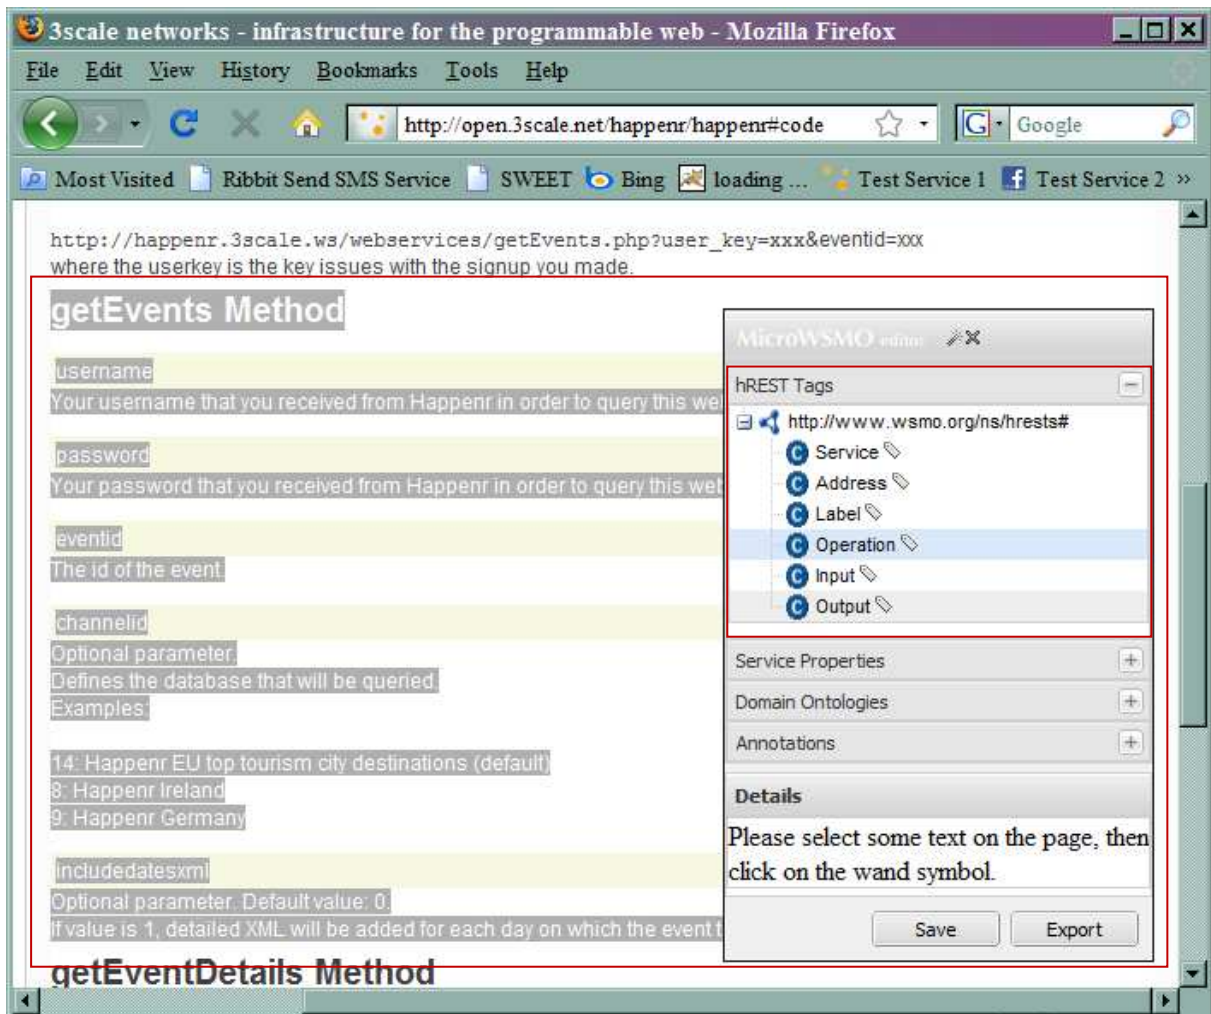 3scale networks - infrastructure for the programmable web - Mozilla Firefox
File Edit View History Bookmarks Tools Help
http://open.3scale.net/happenr/happenr#code
G Google
Most Visited Ribbit Send SMS Service SWEET Bing loading ... Test Service 1 Test Service 2 »
http://happenr.3scale.ws/webservices/getEvents.php?user_key=xxx&eventid=xxx
where the userkey is the key issues with the signup you made.
getEvents Method
username
Your username that you received from Happenr in order to query this we
password
Your password that you received from Happenr in order to query this we
eventid
The id of the event.
channelid
Optional parameter.
Defines the database that will be queried.
Examples:
14: Happenr EU top tourism city destinations (default)
8: Happenr Ireland
9: Happenr Germany
includedatesxml
Optional parameter. Default value: 0.
If value is 1, detailed XML will be added for each day on which the event t
getEventDetails Method
MicroWSMO editor
hREST Tags
http://www.wsmo.org/ns/hrests#
C Service
C Address
C Label
C Operation
C Input
C Output
Service Properties
Domain Ontologies
Annotations
Details
Please select some text on the page, then
click on the wand symbol.
Save Export